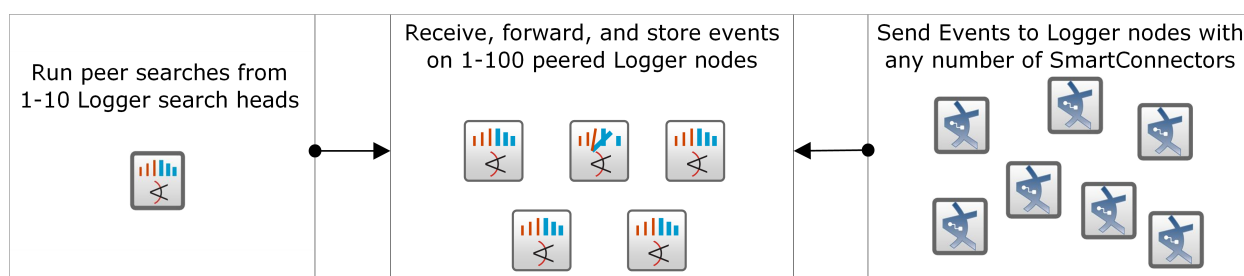 Run peer searches from
1-10 Logger search heads
Receive, forward, and store events
on 1-100 peered Logger nodes
Send Events to Logger nodes with
any number of SmartConnectors